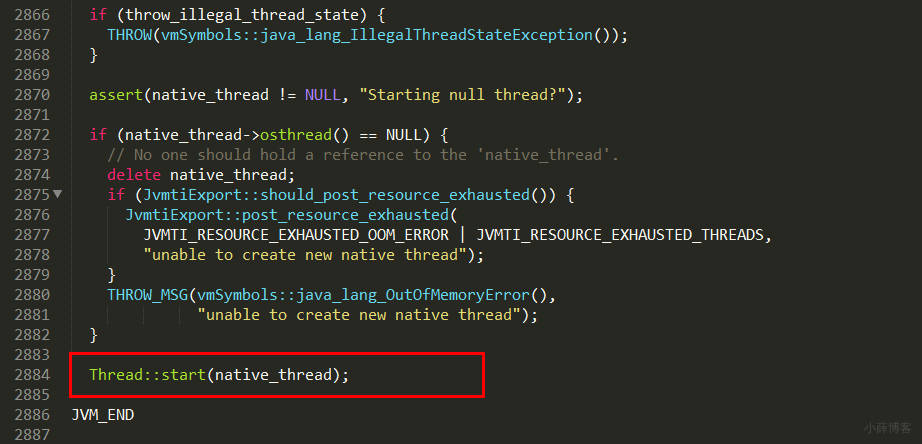 2866 if (throw_illegal_thread_state) {
2867 THROW(vmSymbols::java_lang_IllegalThreadStateException());
2868 }
2869
2870 assert(native_thread != NULL, "Starting null thread?");
2871
2872 if (native_thread->osthread() == NULL) {
2873 // No one should hold a reference to the 'native_thread'.
2874 delete native_thread;
2875 if (JvmtiExport::should_post_resource_exhausted()) {
2876 JvmtiExport::post_resource_exhausted(
2877 JVMTI_RESOURCE_EXHAUSTED_OOM_ERROR | JVMTI_RESOURCE_EXHAUSTED_THREADS,
2878 "unable to create new native thread");
2879 }
2880 THROW_MSG(vmSymbols::java_lang_OutOfMemoryError(),
2881 "unable to create new native thread");
2882 }
2883
2884 Thread::start(native_thread);
2885
2886 JVM_END
2887
小薛博客